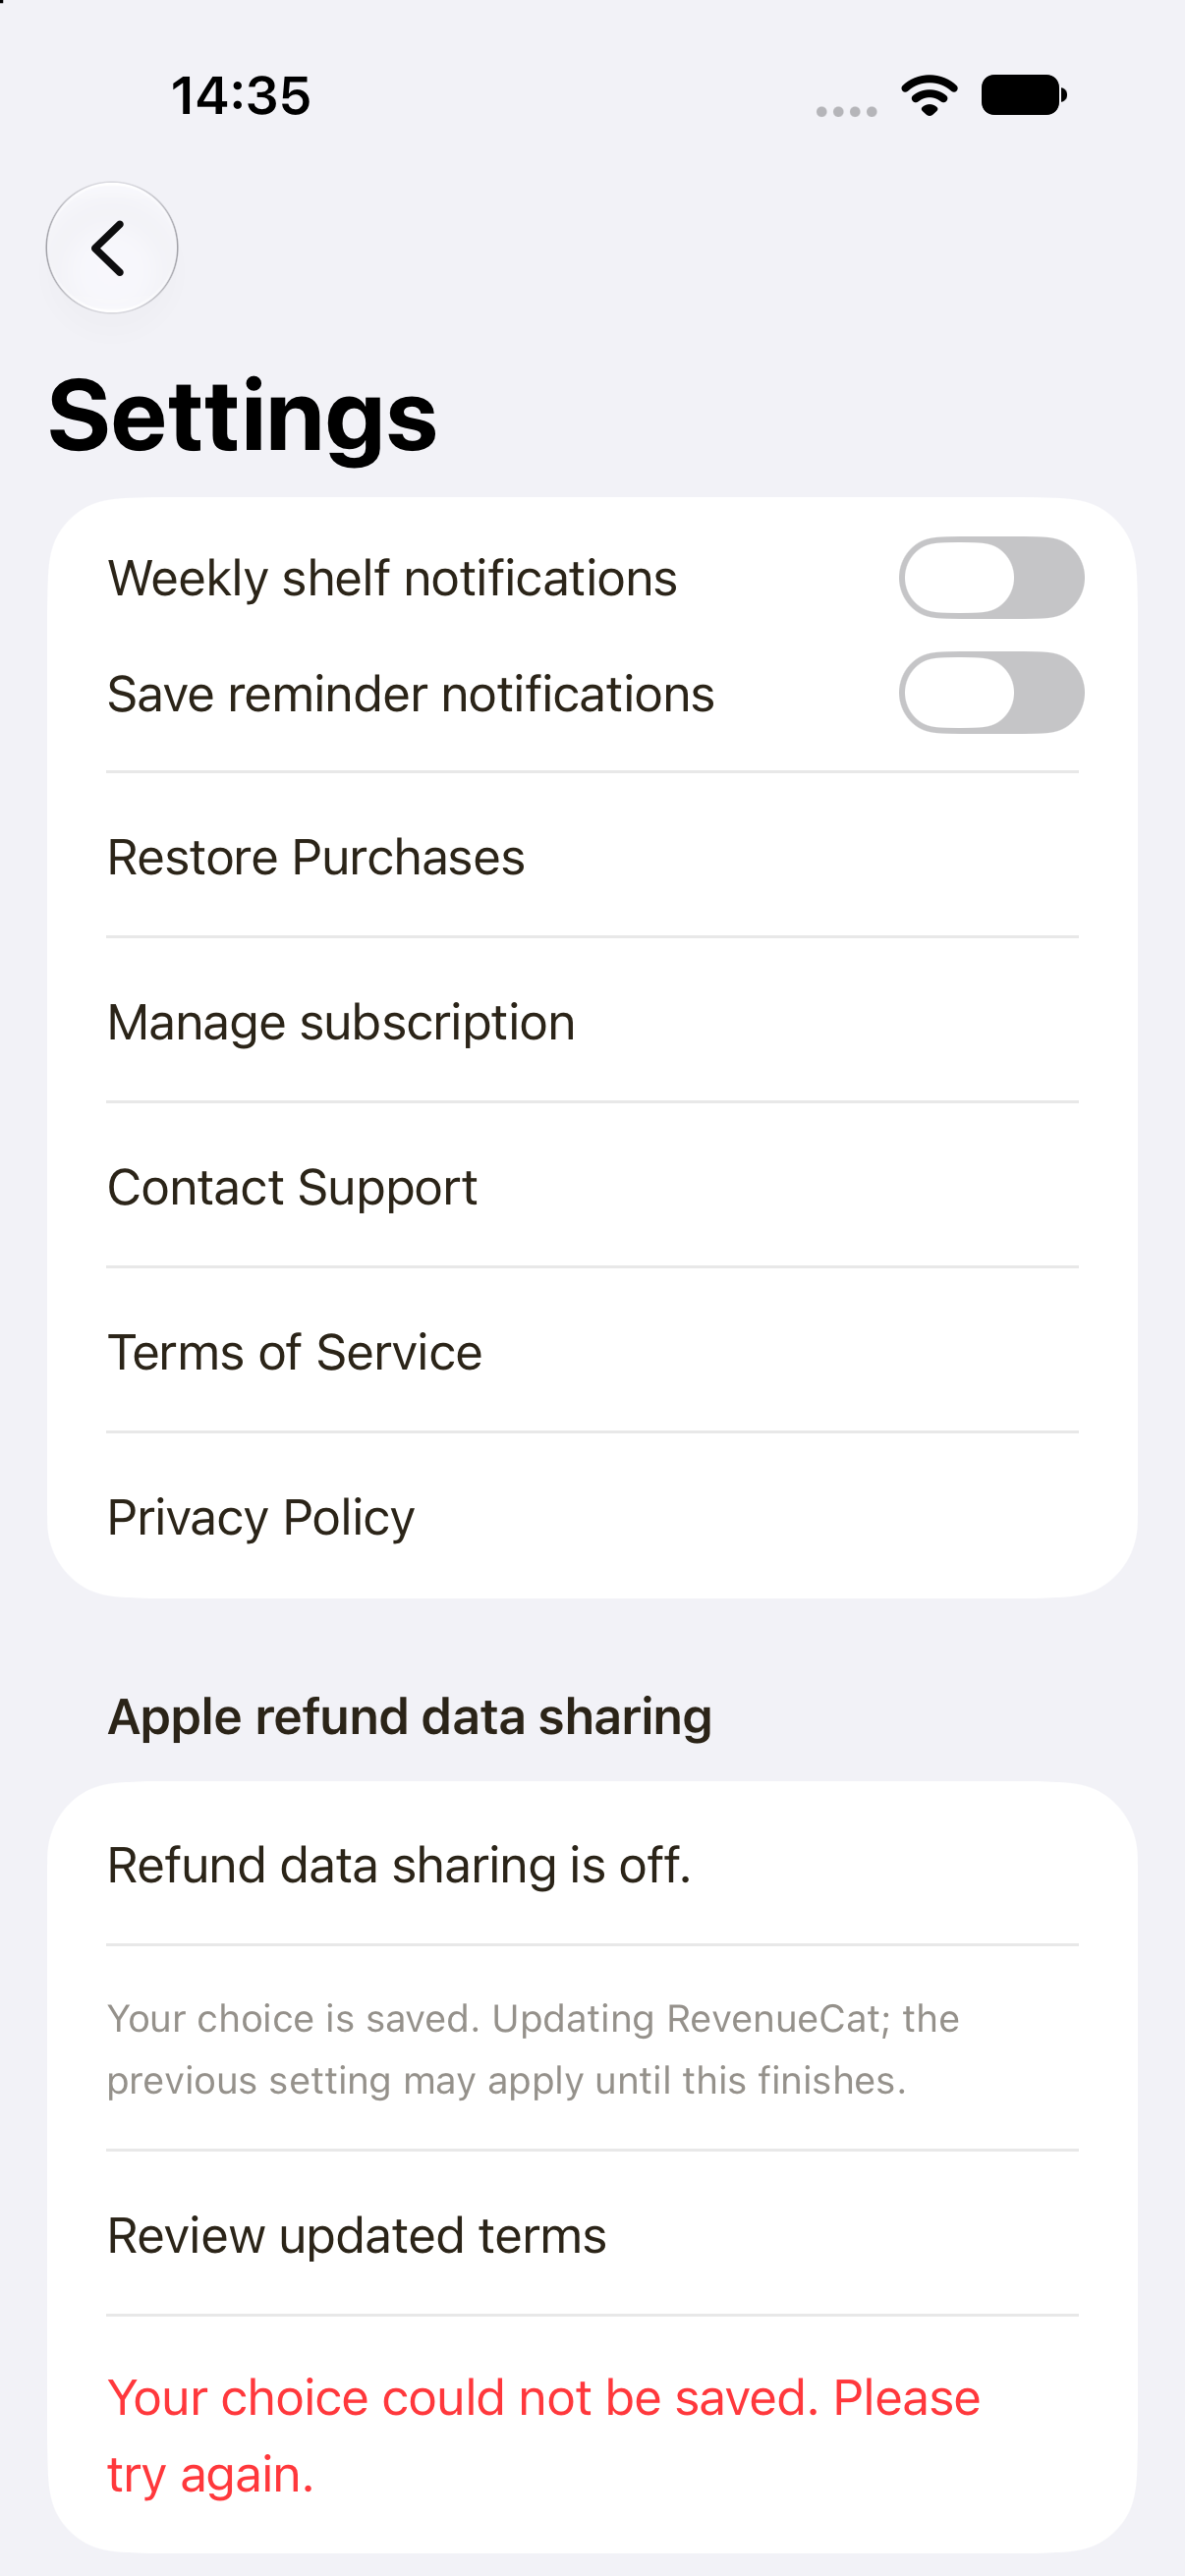 14:35
Settings
Weekly shelf notifications
Save reminder notifications
Restore Purchases
Manage subscription
Contact Support
Terms of Service
Privacy Policy
Apple refund data sharing
Refund data sharing is off.
Your choice is saved. Updating RevenueCat; the
previous setting may apply until this finishes.
Review updated terms
Your choice could not be saved. Please
try again.